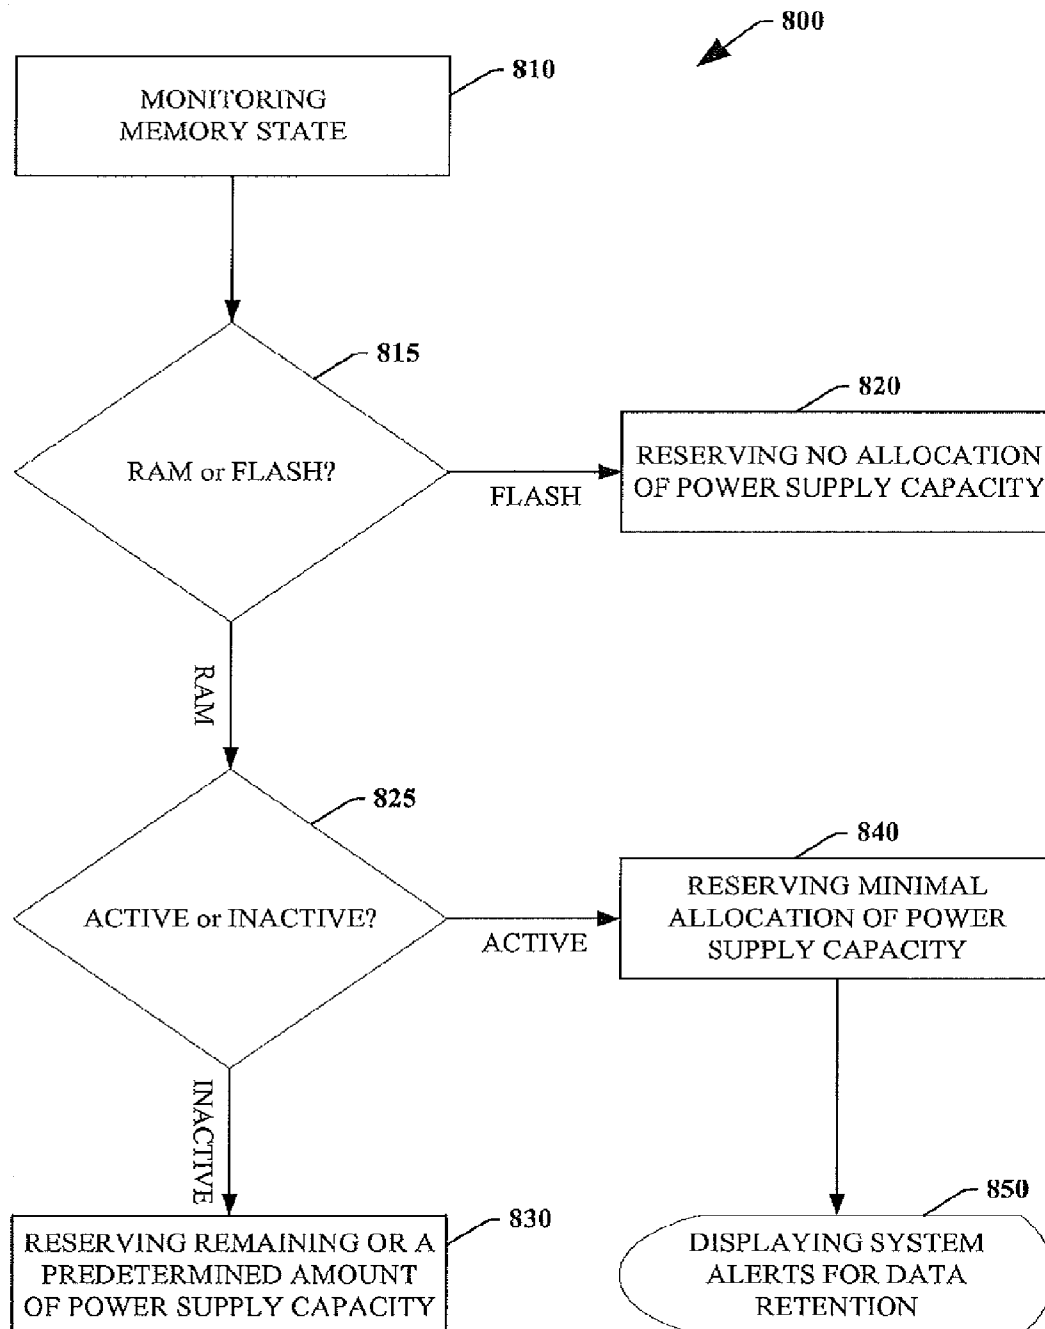 800
810
MONITORING
MEMORY STATE
815
RAM or FLASH?
FLASH
820
RESERVING NO ALLOCATION
OF POWER SUPPLY CAPACITY
RAM
825
ACTIVE or INACTIVE?
ACTIVE
840
RESERVING MINIMAL
ALLOCATION OF POWER
SUPPLY CAPACITY
INACTIVE
830
RESERVING REMAINING OR A
PREDETERMINED AMOUNT
OF POWER SUPPLY CAPACITY
850
DISPLAYING SYSTEM
ALERTS FOR DATA
RETENTION